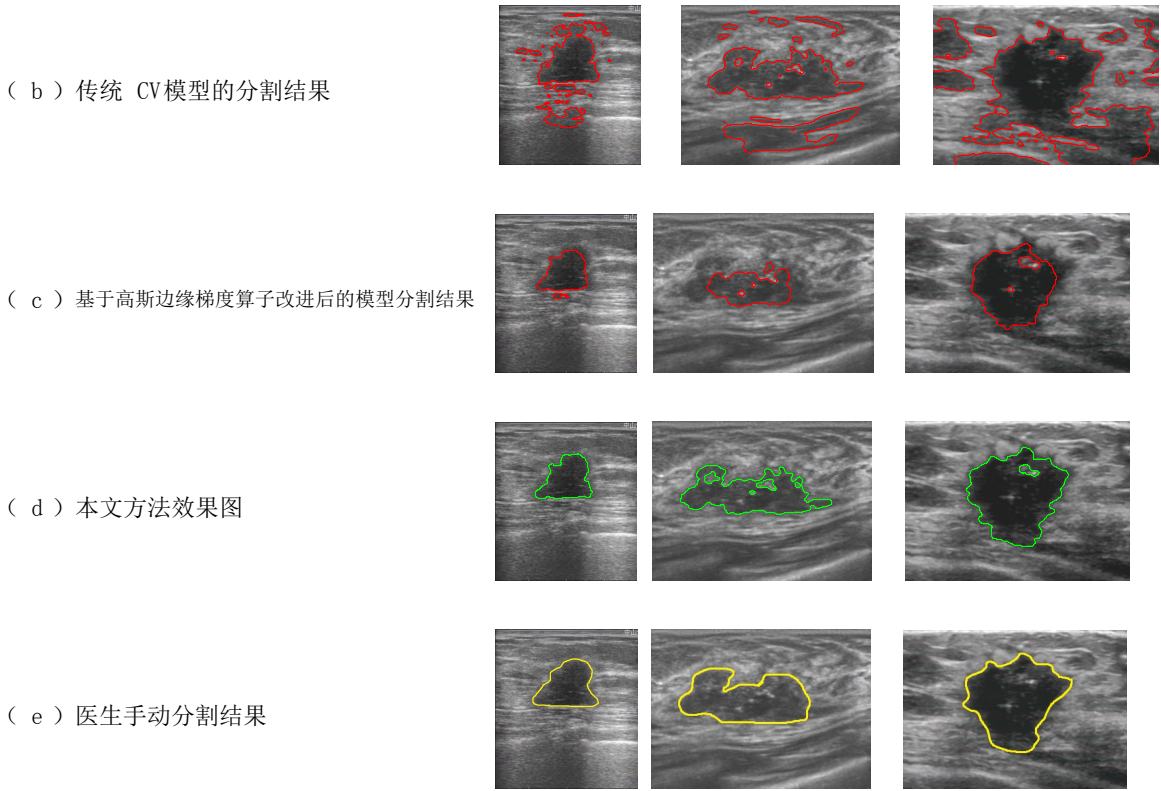 （ b ）传统 CV模型的分割结果
（ c ）基于高斯边缘梯度算子改进后的模型分割结果
（ d ）本文方法效果图
（ e ）医生手动分割结果